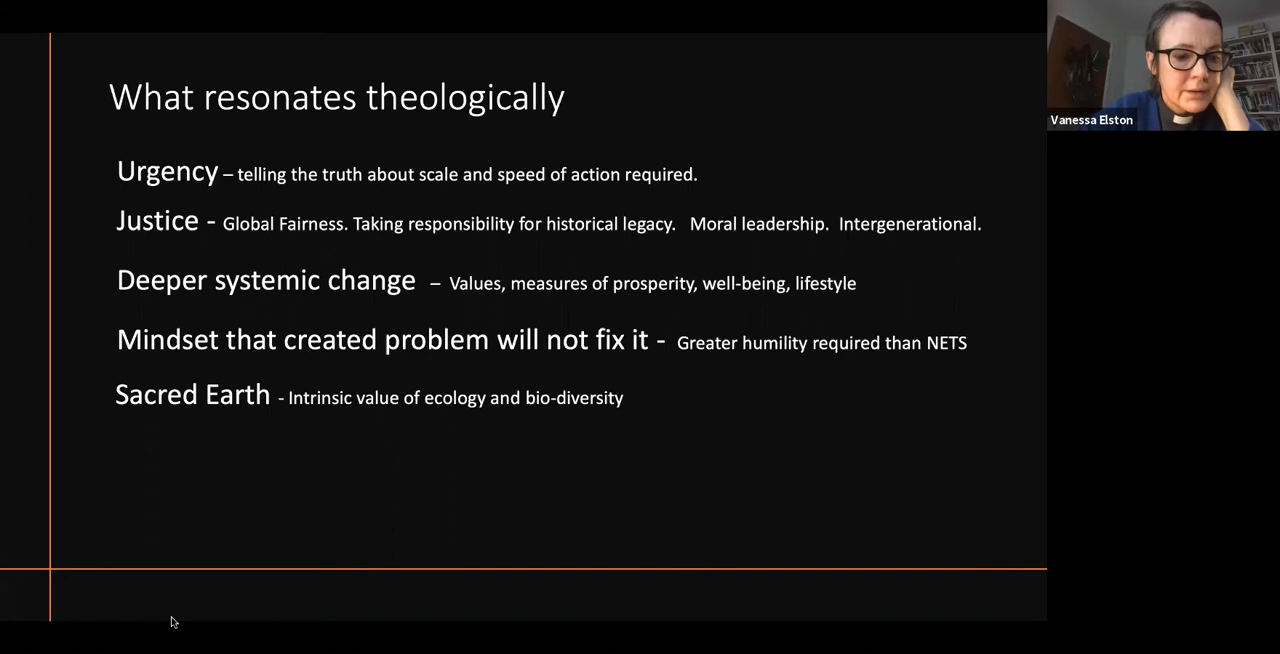 What resonates theologically
Urgency – telling the truth about scale and speed of action required.
Justice - Global Fairness. Taking responsibility for historical legacy. Moral leadership. Intergenerational.
Deeper systemic change – Values, measures of prosperity, well-being, lifestyle
Mindset that created problem will not fix it - Greater humility required than NETS
Sacred Earth - Intrinsic value of ecology and bio-diversity
Vanessa Elston